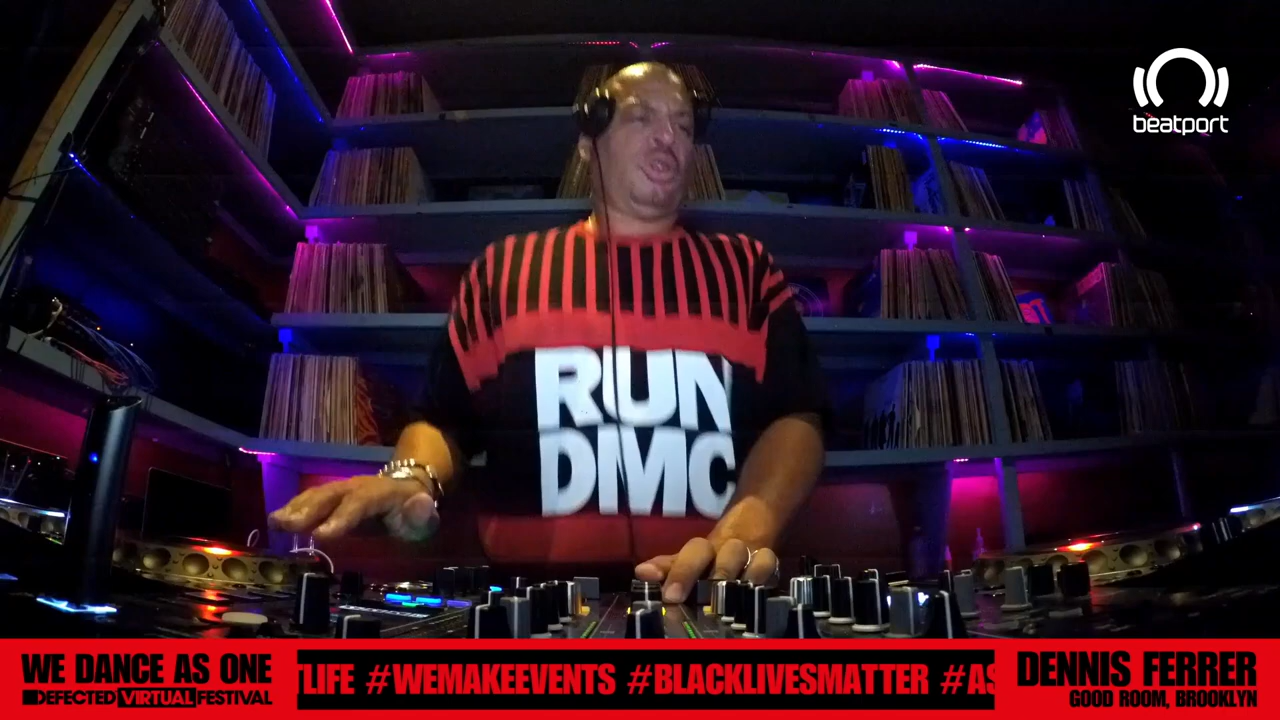 beatport
RUN
DMC
WE DANCE AS ONE
DEFECTED VIRTUAL FESTIVAL
TLIFE #WEMAKEEVENTS #BLACKLIVESMATTER #AS
DENNIS FERRER
GOOD ROOM, BROOKLYN